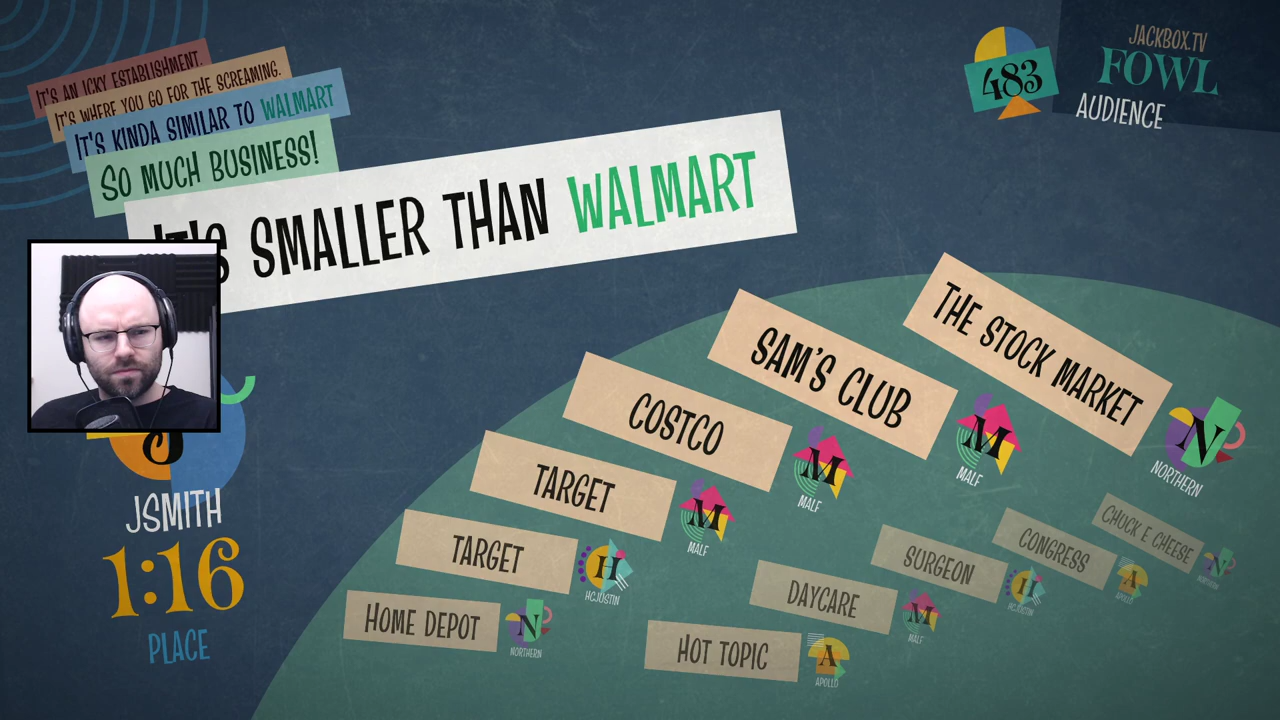 IT'S AN ICKY ESTABLISHMENT.
IT'S WHERE YOU GO FOR THE SCREAMING.
IT'S KINDA SIMILAR TO WALMART
SO MUCH BUSINESS!
IT'S SMALLER THAN WALMART
483
JACKBOX.TV
FOWL
AUDIENCE
JSMITH
1:16
PLACE
THE STOCK MARKET
N
NORTHERN
SAM'S CLUB
M
MALF
COSTCO
M
MALF
TARGET
M
MALF
TARGET
H
HCJUSTIN
HOME DEPOT
N
NORTHERN
CHUCK E CHEESE
N
NORTHERN
CONGRESS
A
APOLLO
SURGEON
H
HCJUSTIN
DAYCARE
M
MALF
HOT TOPIC
A
APOLLO